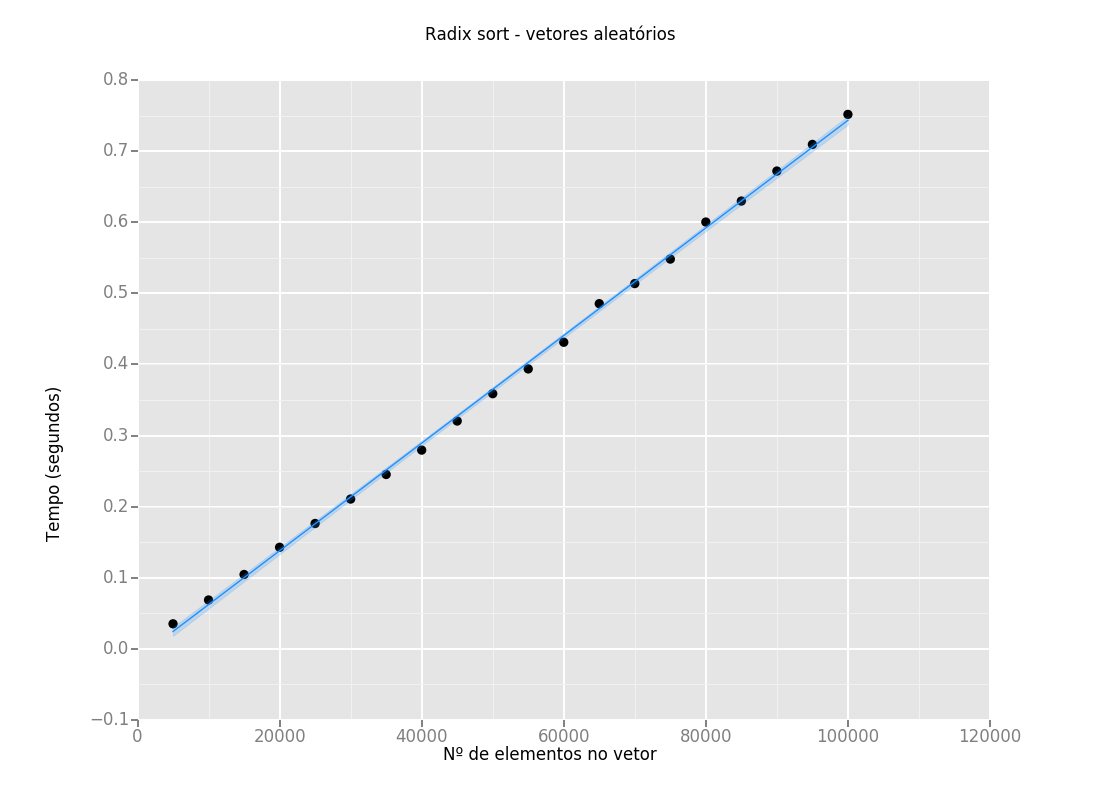 Radix sort - vetores aleatórios
0.8
0.7
0.6
0.5
0.4
0.3
0.2
0.1
0.0
−0.1
Tempo (segundos)
0 20000 40000 60000 80000 100000 120000
Nº de elementos no vetor